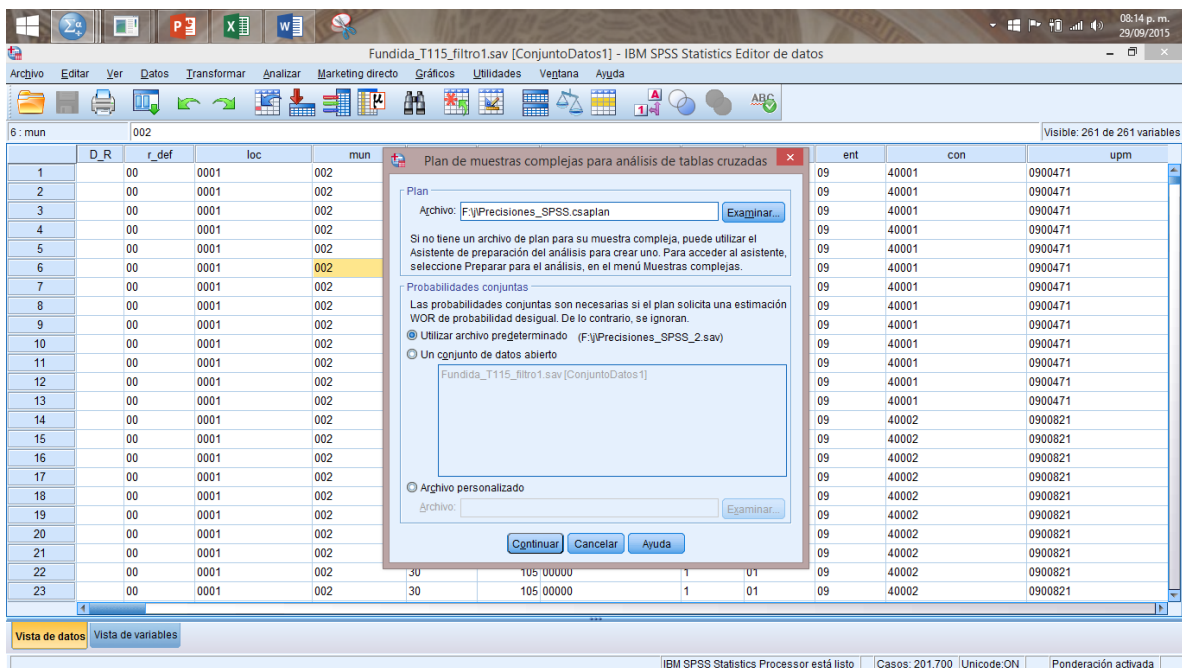 08:14 p. m.
29/09/2015
Fundida_T115_filtro1.sav [ConjuntoDatos1] - IBM SPSS Statistics Editor de datos
Archivo Editar Ver Datos Transformar Analizar Marketing directo Gráficos Utilidades Ventana Ayuda
6 : mun 002 Visible: 261 de 261 variables
D_R r_def loc mun ent con upm
1 00 0001 002 09 40001 0900471
2 00 0001 002 09 40001 0900471
3 00 0001 002 09 40001 0900471
4 00 0001 002 09 40001 0900471
5 00 0001 002 09 40001 0900471
6 00 0001 002 09 40001 0900471
7 00 0001 002 09 40001 0900471
8 00 0001 002 09 40001 0900471
9 00 0001 002 09 40001 0900471
10 00 0001 002 09 40001 0900471
11 00 0001 002 09 40001 0900471
12 00 0001 002 09 40001 0900471
13 00 0001 002 09 40001 0900471
14 00 0001 002 09 40002 0900821
15 00 0001 002 09 40002 0900821
16 00 0001 002 09 40002 0900821
17 00 0001 002 09 40002 0900821
18 00 0001 002 09 40002 0900821
19 00 0001 002 09 40002 0900821
20 00 0001 002 09 40002 0900821
21 00 0001 002 09 40002 0900821
22 00 0001 002 30 105 00000 1 01 09 40002 0900821
23 00 0001 002 30 105 00000 1 01 09 40002 0900821
Plan de muestras complejas para análisis de tablas cruzadas
Plan
Archivo: F:\j\Precisiones_SPSS.csaplan Examinar...
Si no tiene un archivo de plan para su muestra compleja, puede utilizar el
Asistente de preparación del análisis para crear uno. Para acceder al asistente,
seleccione Preparar para el análisis, en el menú Muestras complejas.
Probabilidades conjuntas
Las probabilidades conjuntas son necesarias si el plan solicita una estimación
WOR de probabilidad desigual. De lo contrario, se ignoran.
Utilizar archivo predeterminado (F:\j\Precisiones_SPSS_2.sav)
Un conjunto de datos abierto
Fundida_T115_filtro1.sav [ConjuntoDatos1]
Archivo personalizado
Archivo: Examinar...
Continuar Cancelar Ayuda
Vista de datos Vista de variables
IBM SPSS Statistics Processor está listo Casos: 201.700 Unicode:ON Ponderación activada